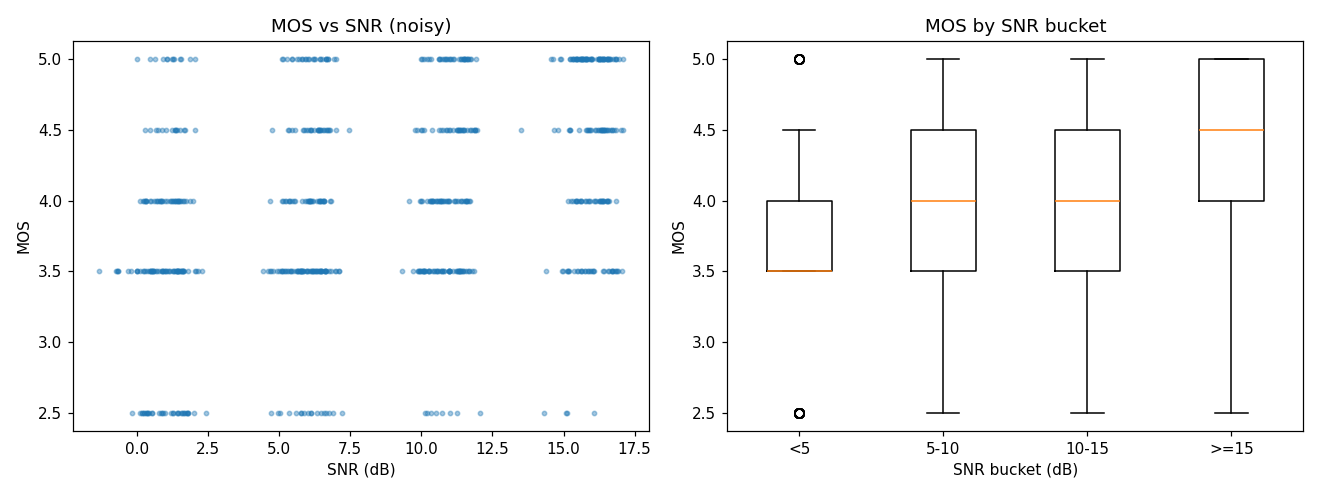 MOS vs SNR (noisy)
MOS
5.0
4.5
4.0
3.5
3.0
2.5
0.0 2.5 5.0 7.5 10.0 12.5 15.0 17.5
SNR (dB)
MOS by SNR bucket
MOS
5.0
4.5
4.0
3.5
3.0
2.5
<5 5-10 10-15 >=15
SNR bucket (dB)